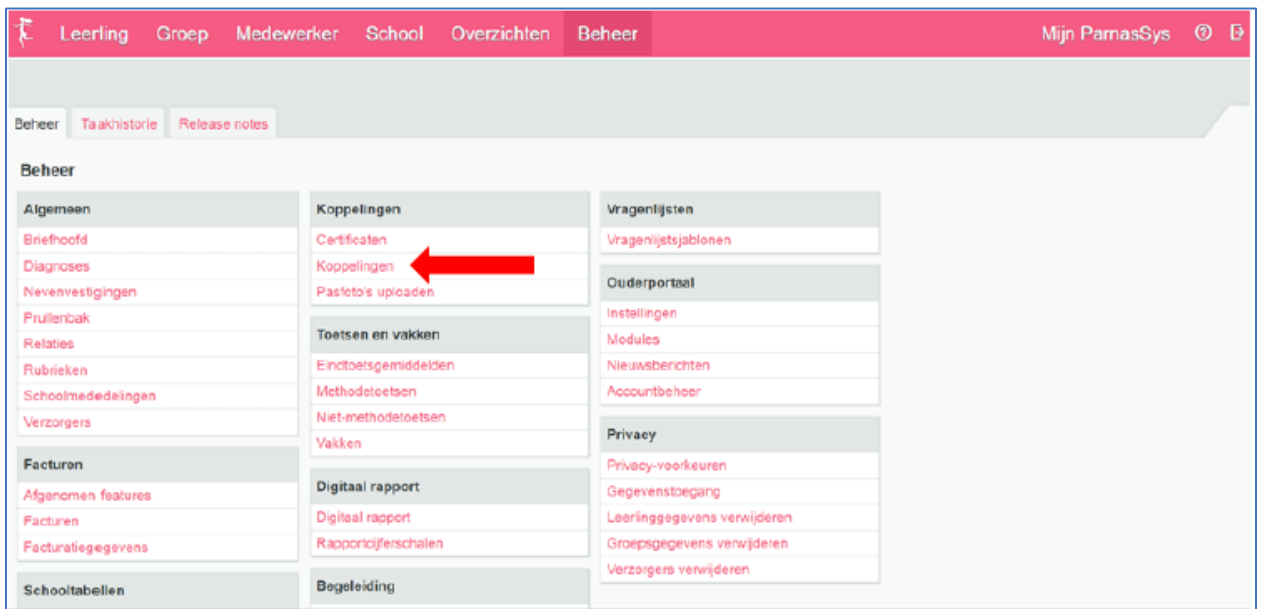 Leerling Groep Medewerker School Overzichten Beheer Mijn ParnasSys
Beheer Taakhistorie Release notes
Beheer
Algemeen
Briefhoofd
Diagnoses
Nevenvestigingen
Prullenbak
Relaties
Rubrieken
Schoolmededelingen
Verzorgers
Facturen
Afgenomen features
Facturen
Facturatiegegevens
Schooltabellen
Koppelingen
Certificaten
Koppelingen
Pasfoto's uploaden
Toetsen en vakken
Eindtoetsgemiddelden
Methodetoetsen
Niet-methodetoetsen
Vakken
Digitaal rapport
Digitaal rapport
Rapportcijferschalen
Begeleiding
Vragenlijsten
Vragenlijstsjablonen
Ouderportaal
Instellingen
Modules
Nieuwsberichten
Accountbeheer
Privacy
Privacy-voorkeuren
Gegevenstoegang
Leerlinggegevens verwijderen
Groepsgegevens verwijderen
Verzorgers verwijderen